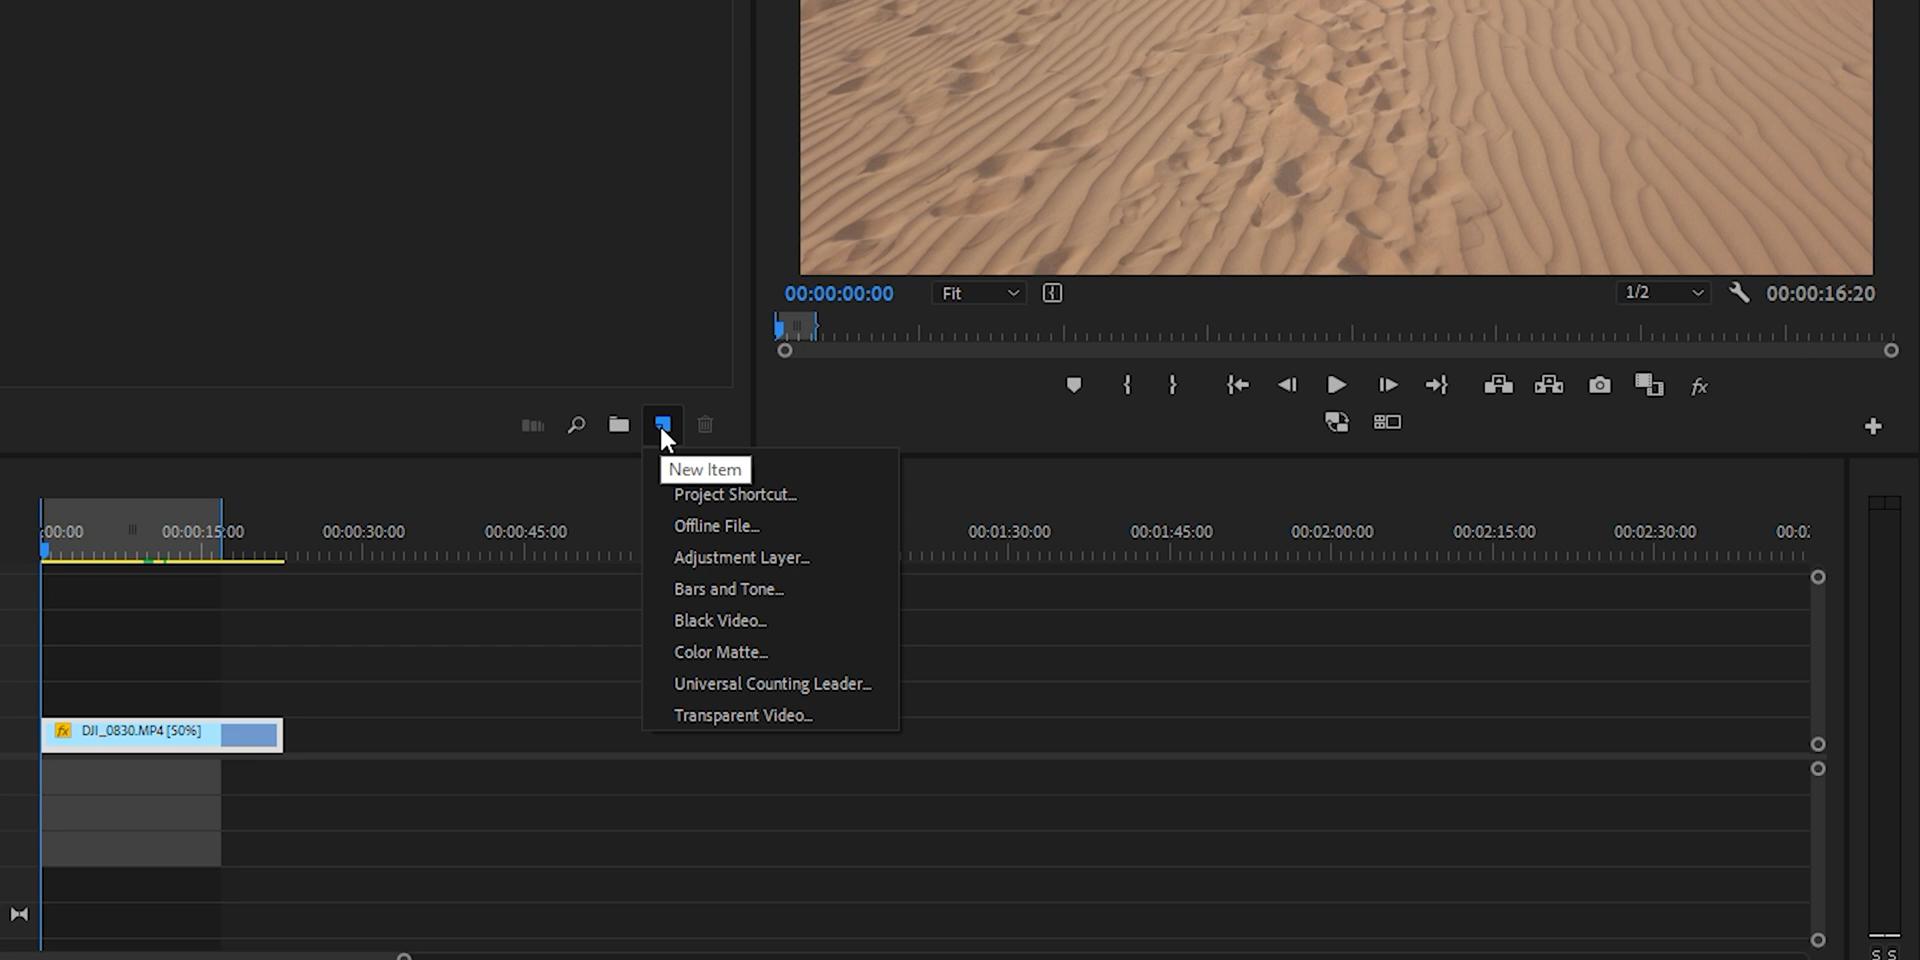 00:00:00:00
Fit
1/2
00:00:16:20
New Item
Project Shortcut...
Offline File...
Adjustment Layer...
Bars and Tone...
Black Video...
Color Matte...
Universal Counting Leader...
Transparent Video...
:00:00
00:00:15:00
00:00:30:00
00:00:45:00
00:01:30:00
00:01:45:00
00:02:00:00
00:02:15:00
00:02:30:00
00:0
fx
fx DJI_0830.MP4 [50%]
S S